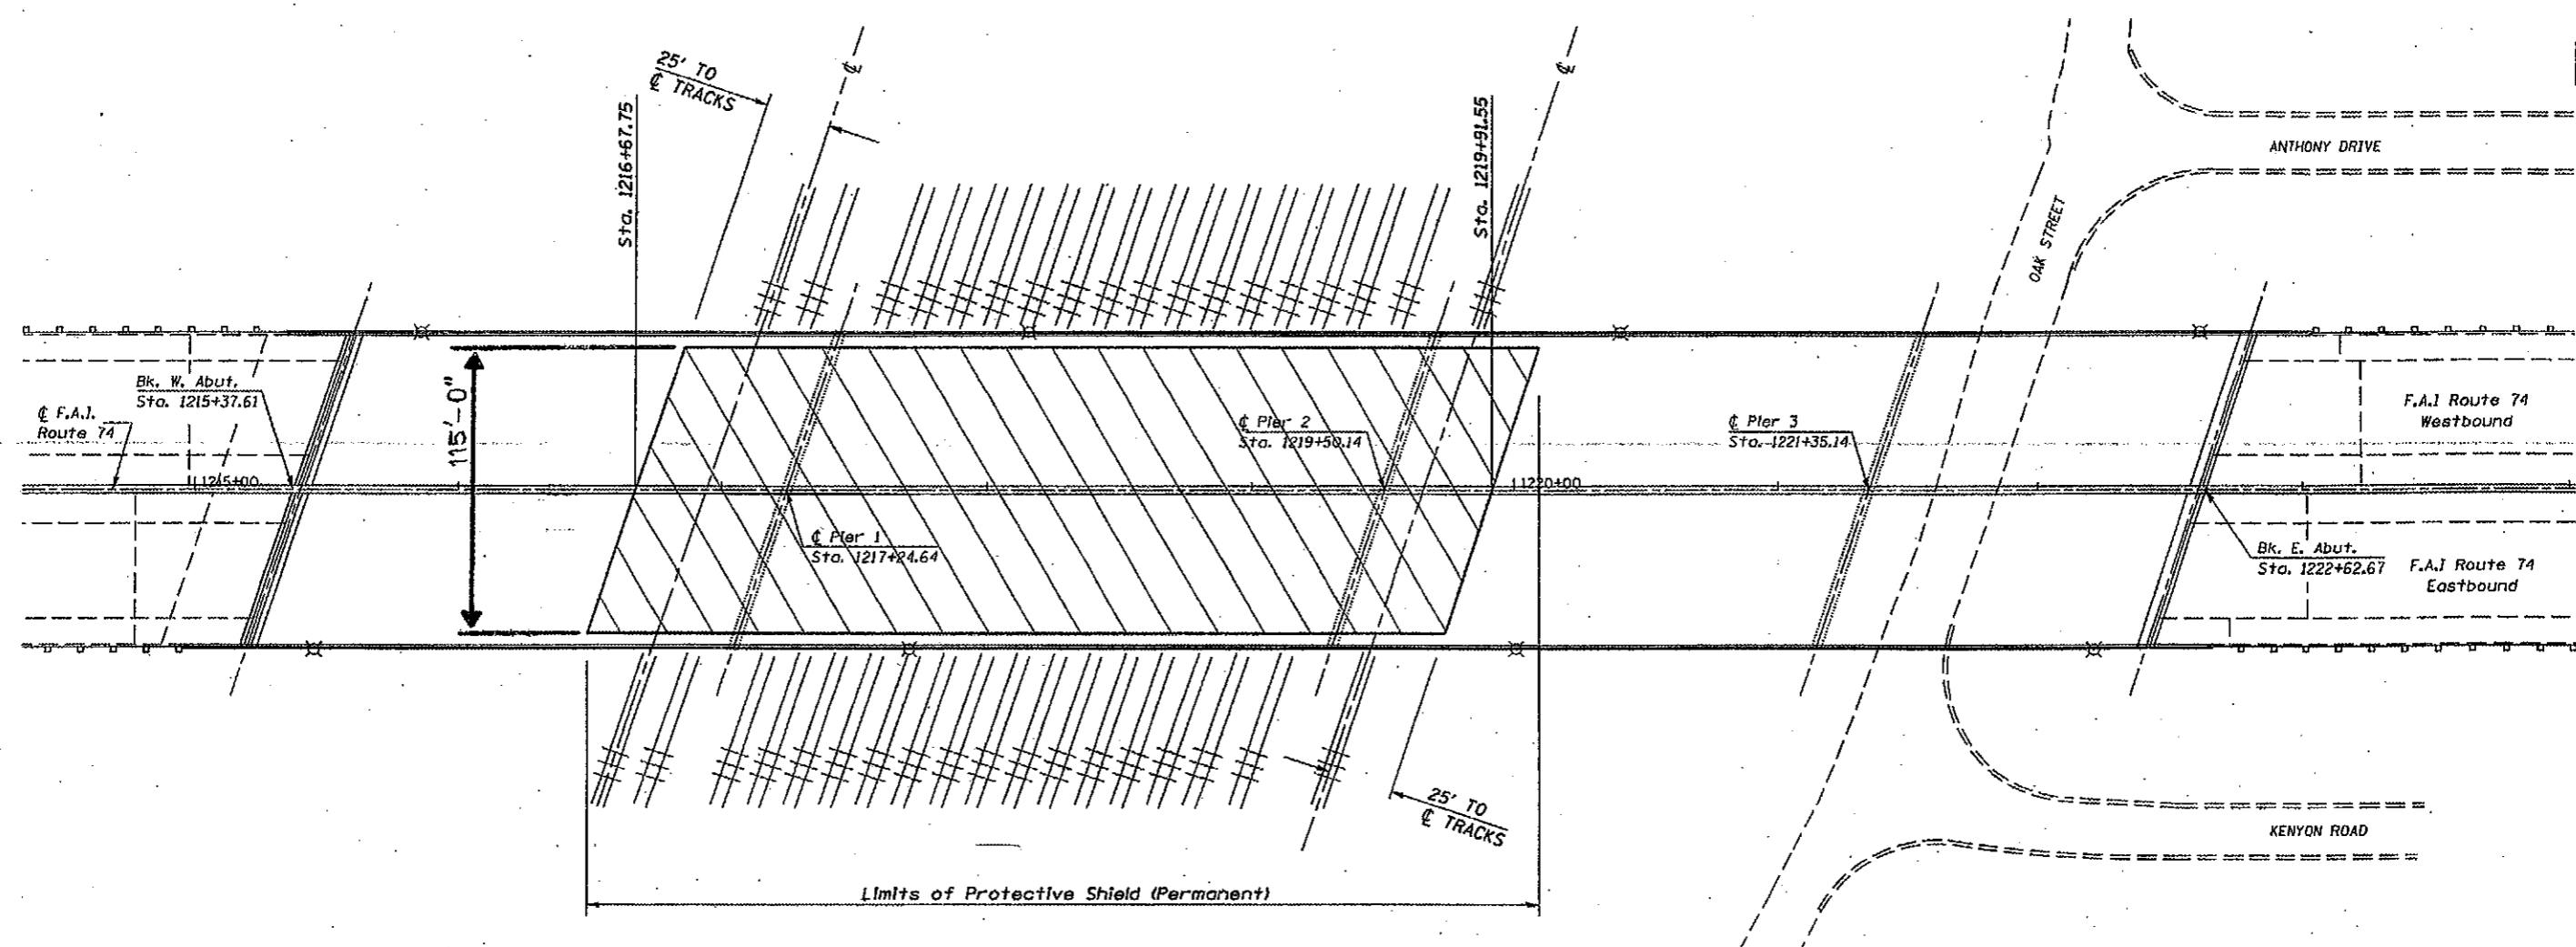 25' TO
℄ TRACKS
℄
℄
Sta. 1216+67.75
Sta. 1219+91.55
ANTHONY DRIVE
OAK STREET
Bk. W. Abut.
Sta. 1215+37.61
℄ F.A.I.
Route 74
115'-0"
1215+00
℄ Pier 1
Sta. 1217+24.64
℄ Pier 2
Sta. 1219+50.14
1220+00
℄ Pier 3
Sta. 1221+35.14
F.A.I Route 74
Westbound
Bk. E. Abut.
Sta. 1222+62.67
F.A.I Route 74
Eastbound
25' TO
℄ TRACKS
KENYON ROAD
Limits of Protective Shield (Permanent)